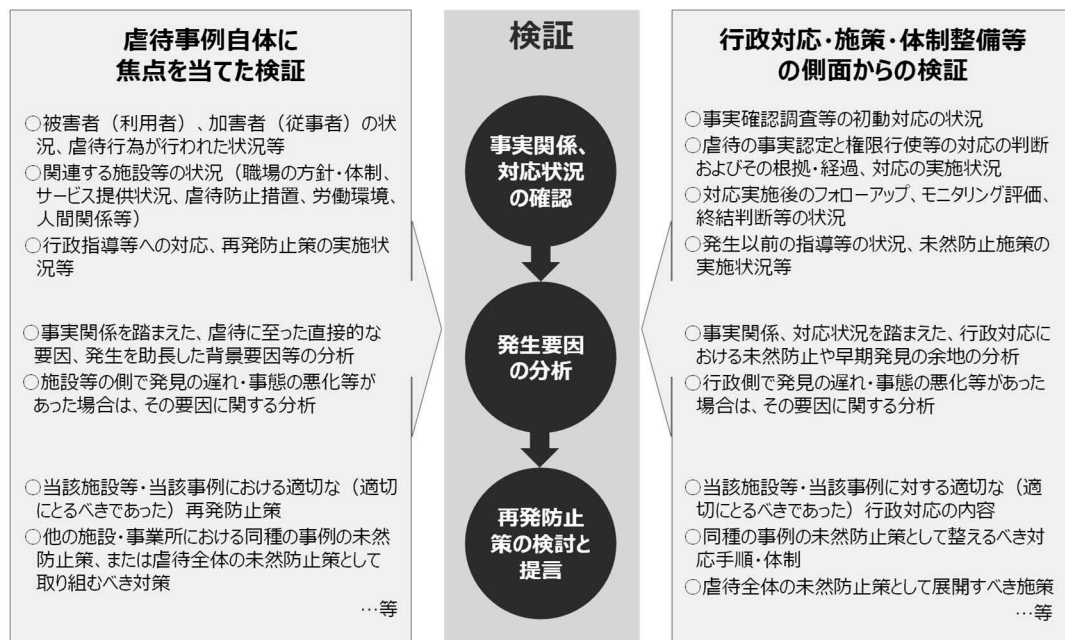 虐待事例自体に
焦点を当てた検証
○被害者（利用者）、加害者（従事者）の状
況、虐待行為が行われた状況等
○関連する施設等の状況（職場の方針・体制、
サービス提供状況、虐待防止措置、労働環境、
人間関係等）
○行政指導等への対応、再発防止策の実施状
況等
○事実関係を踏まえた、虐待に至った直接的な
要因、発生を助長した背景要因等の分析
○施設等の側で発見の遅れ・事態の悪化等が
あった場合は、その要因に関する分析
○当該施設等・当該事例における適切な（適切
にとるべきであった）再発防止策
○他の施設・事業所における同種の事例の未然
防止策、または虐待全体の未然防止策として
取り組むべき対策
…等
検証
事実関係、
対応状況
の確認
発生要因
の分析
再発防止
策の検討と
提言
行政対応・施策・体制整備等
の側面からの検証
○事実確認調査等の初動対応の状況
○虐待の事実認定と権限行使等の対応の判断
およびその根拠・経過、対応の実施状況
○対応実施後のフォローアップ、モニタリング評価、
終結判断等の状況
○発生以前の指導等の状況、未然防止施策の
実施状況等
○事実関係、対応状況を踏まえた、行政対応に
おける未然防止や早期発見の余地の分析
○行政側で発見の遅れ・事態の悪化等があった
場合は、その要因に関する分析
○当該施設等・当該事例に対する適切な（適
切にとるべきであった）行政対応の内容
○同種の事例の未然防止策として整えるべき対
応手順・体制
○虐待全体の未然防止策として展開すべき施策
…等